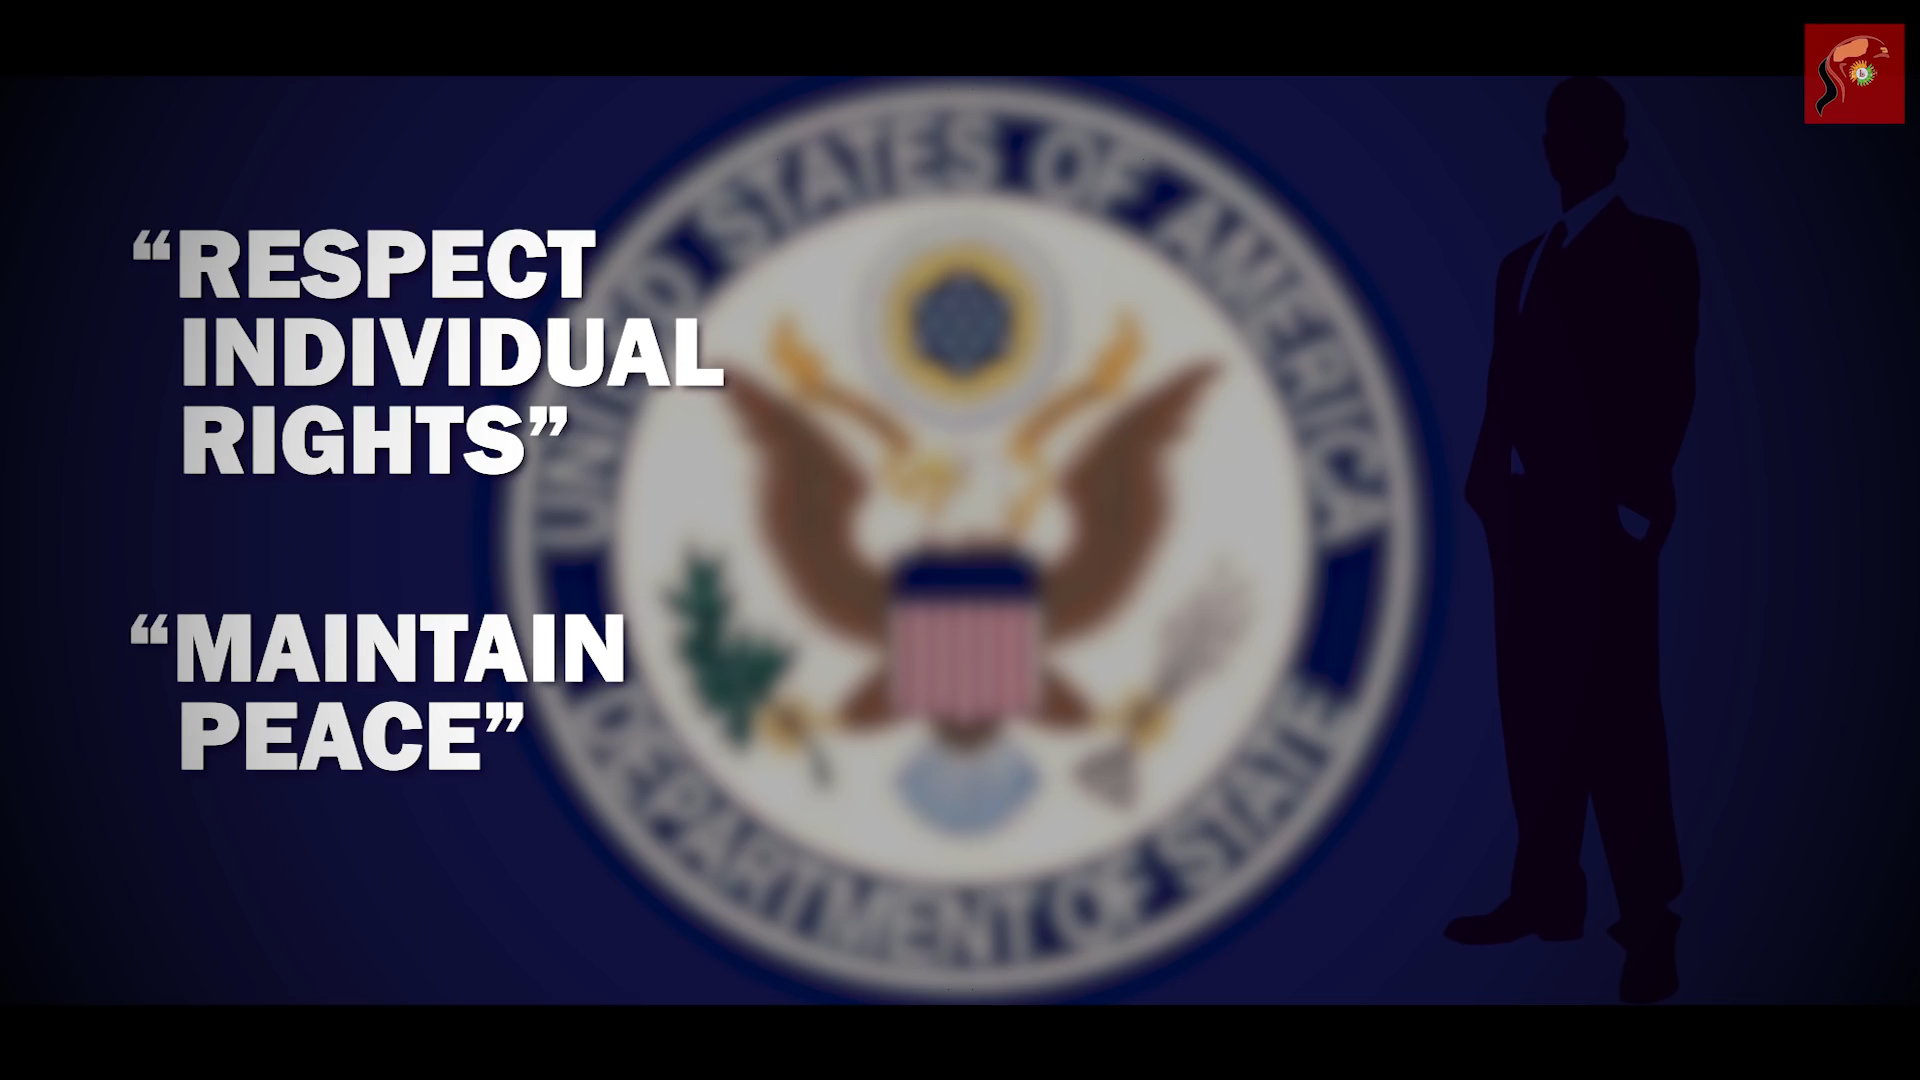 “RESPECT
INDIVIDUAL
RIGHTS”
“MAINTAIN
PEACE”
UNITED STATES OF AMERICA
DEPARTMENT OF STATE